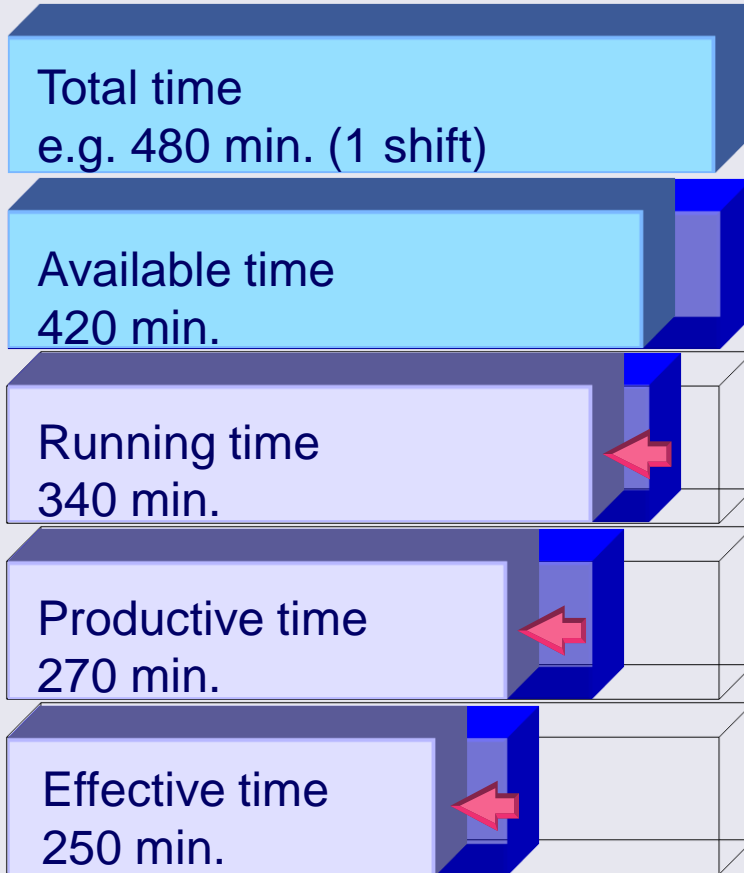 Total time
e.g. 480 min. (1 shift)
Available time
420 min.
Running time
340 min.
Productive time
270 min.
Effective time
250 min.